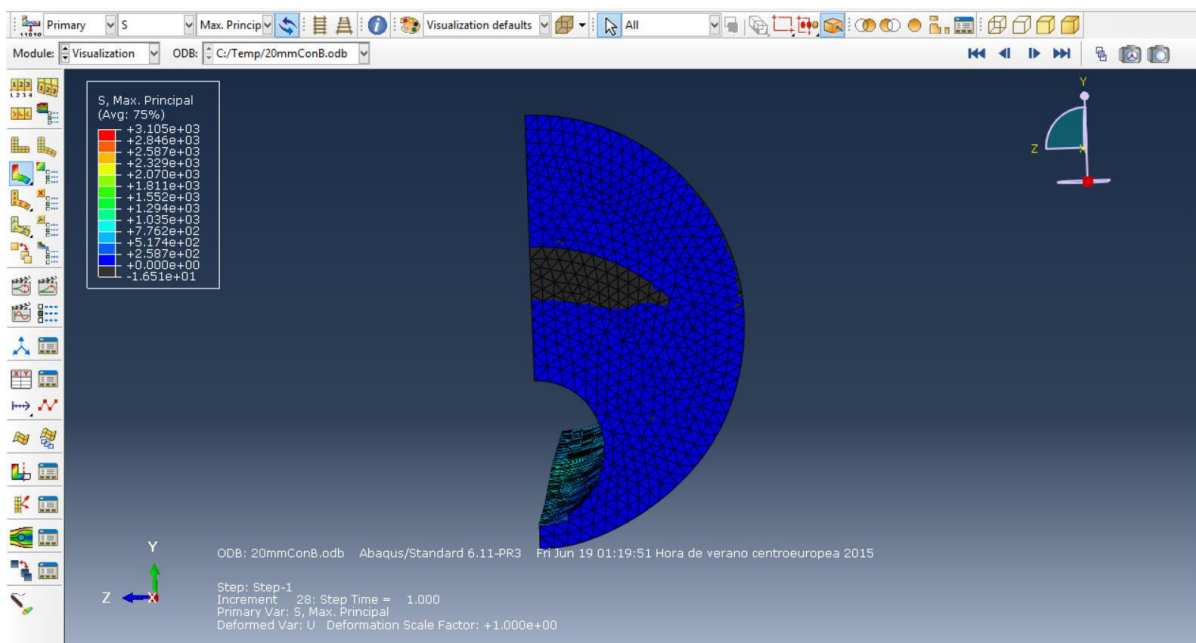 Primary S Max. Princip Visualization defaults All
Module: Visualization ODB: C:/Temp/20mmConB.odb
S, Max. Principal
(Avg: 75%)
+3.105e+03
+2.846e+03
+2.587e+03
+2.329e+03
+2.070e+03
+1.811e+03
+1.552e+03
+1.294e+03
+1.035e+03
+7.762e+02
+5.174e+02
+2.587e+02
+0.000e+00
-1.651e+01
Y
Z X
Y
Z X
ODB: 20mmConB.odb Abaqus/Standard 6.11-PR3 Fri Jun 19 01:19:51 Hora de verano centroeuropea 2015
Step: Step-1
Increment 28: Step Time = 1.000
Primary Var: S, Max. Principal
Deformed Var: U Deformation Scale Factor: +1.000e+00